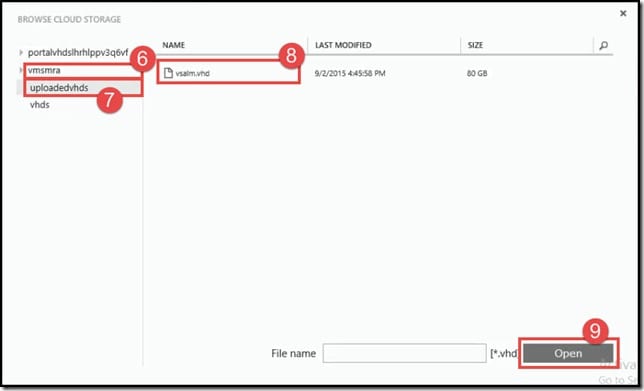 BROWSE CLOUD STORAGE
NAME LAST MODIFIED SIZE
portalvhdslhrhlppv3q6vf
6
vmsmra
8
vsalm.vhd 9/2/2015 4:45:58 PM 80 GB
uploadedvhds
7
vhds
9
File name [*.vhd Open
Go to Se